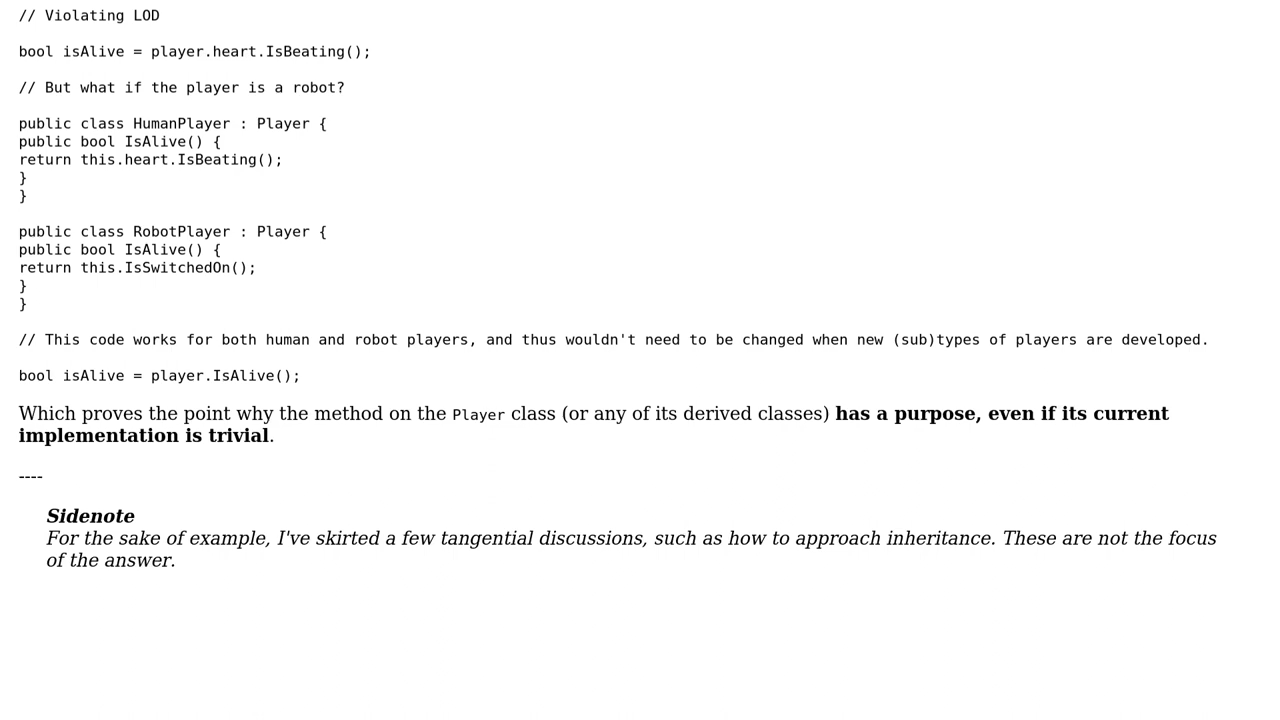 // Violating LOD
bool isAlive = player.heart.IsBeating();
// But what if the player is a robot?
public class HumanPlayer : Player {
public bool IsAlive() {
return this.heart.IsBeating();
}
}
public class RobotPlayer : Player {
public bool IsAlive() {
return this.IsSwitchedOn();
}
}
// This code works for both human and robot players, and thus wouldn't need to be changed when new (sub)types of players are developed.
bool isAlive = player.IsAlive();
Which proves the point why the method on the Player class (or any of its derived classes) has a purpose, even if its current
implementation is trivial.
----
Sidenote
For the sake of example, I've skirted a few tangential discussions, such as how to approach inheritance. These are not the focus
of the answer.